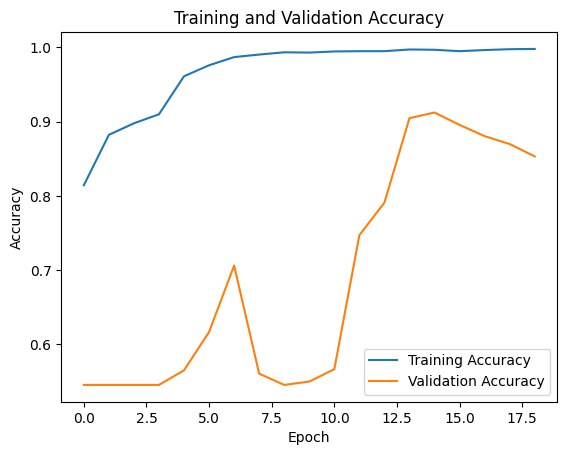 Training and Validation Accuracy
1.0
0.9
0.8
0.7
0.6
Accuracy
0.0 2.5 5.0 7.5 10.0 12.5 15.0 17.5
Epoch
Training Accuracy
Validation Accuracy